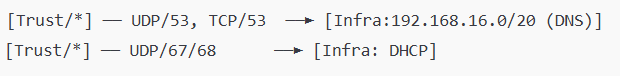 [Trust/*] —— UDP/53, TCP/53 ——► [Infra:192.168.16.0/20 (DNS)]
[Trust/*] —— UDP/67/68 ——► [Infra: DHCP]